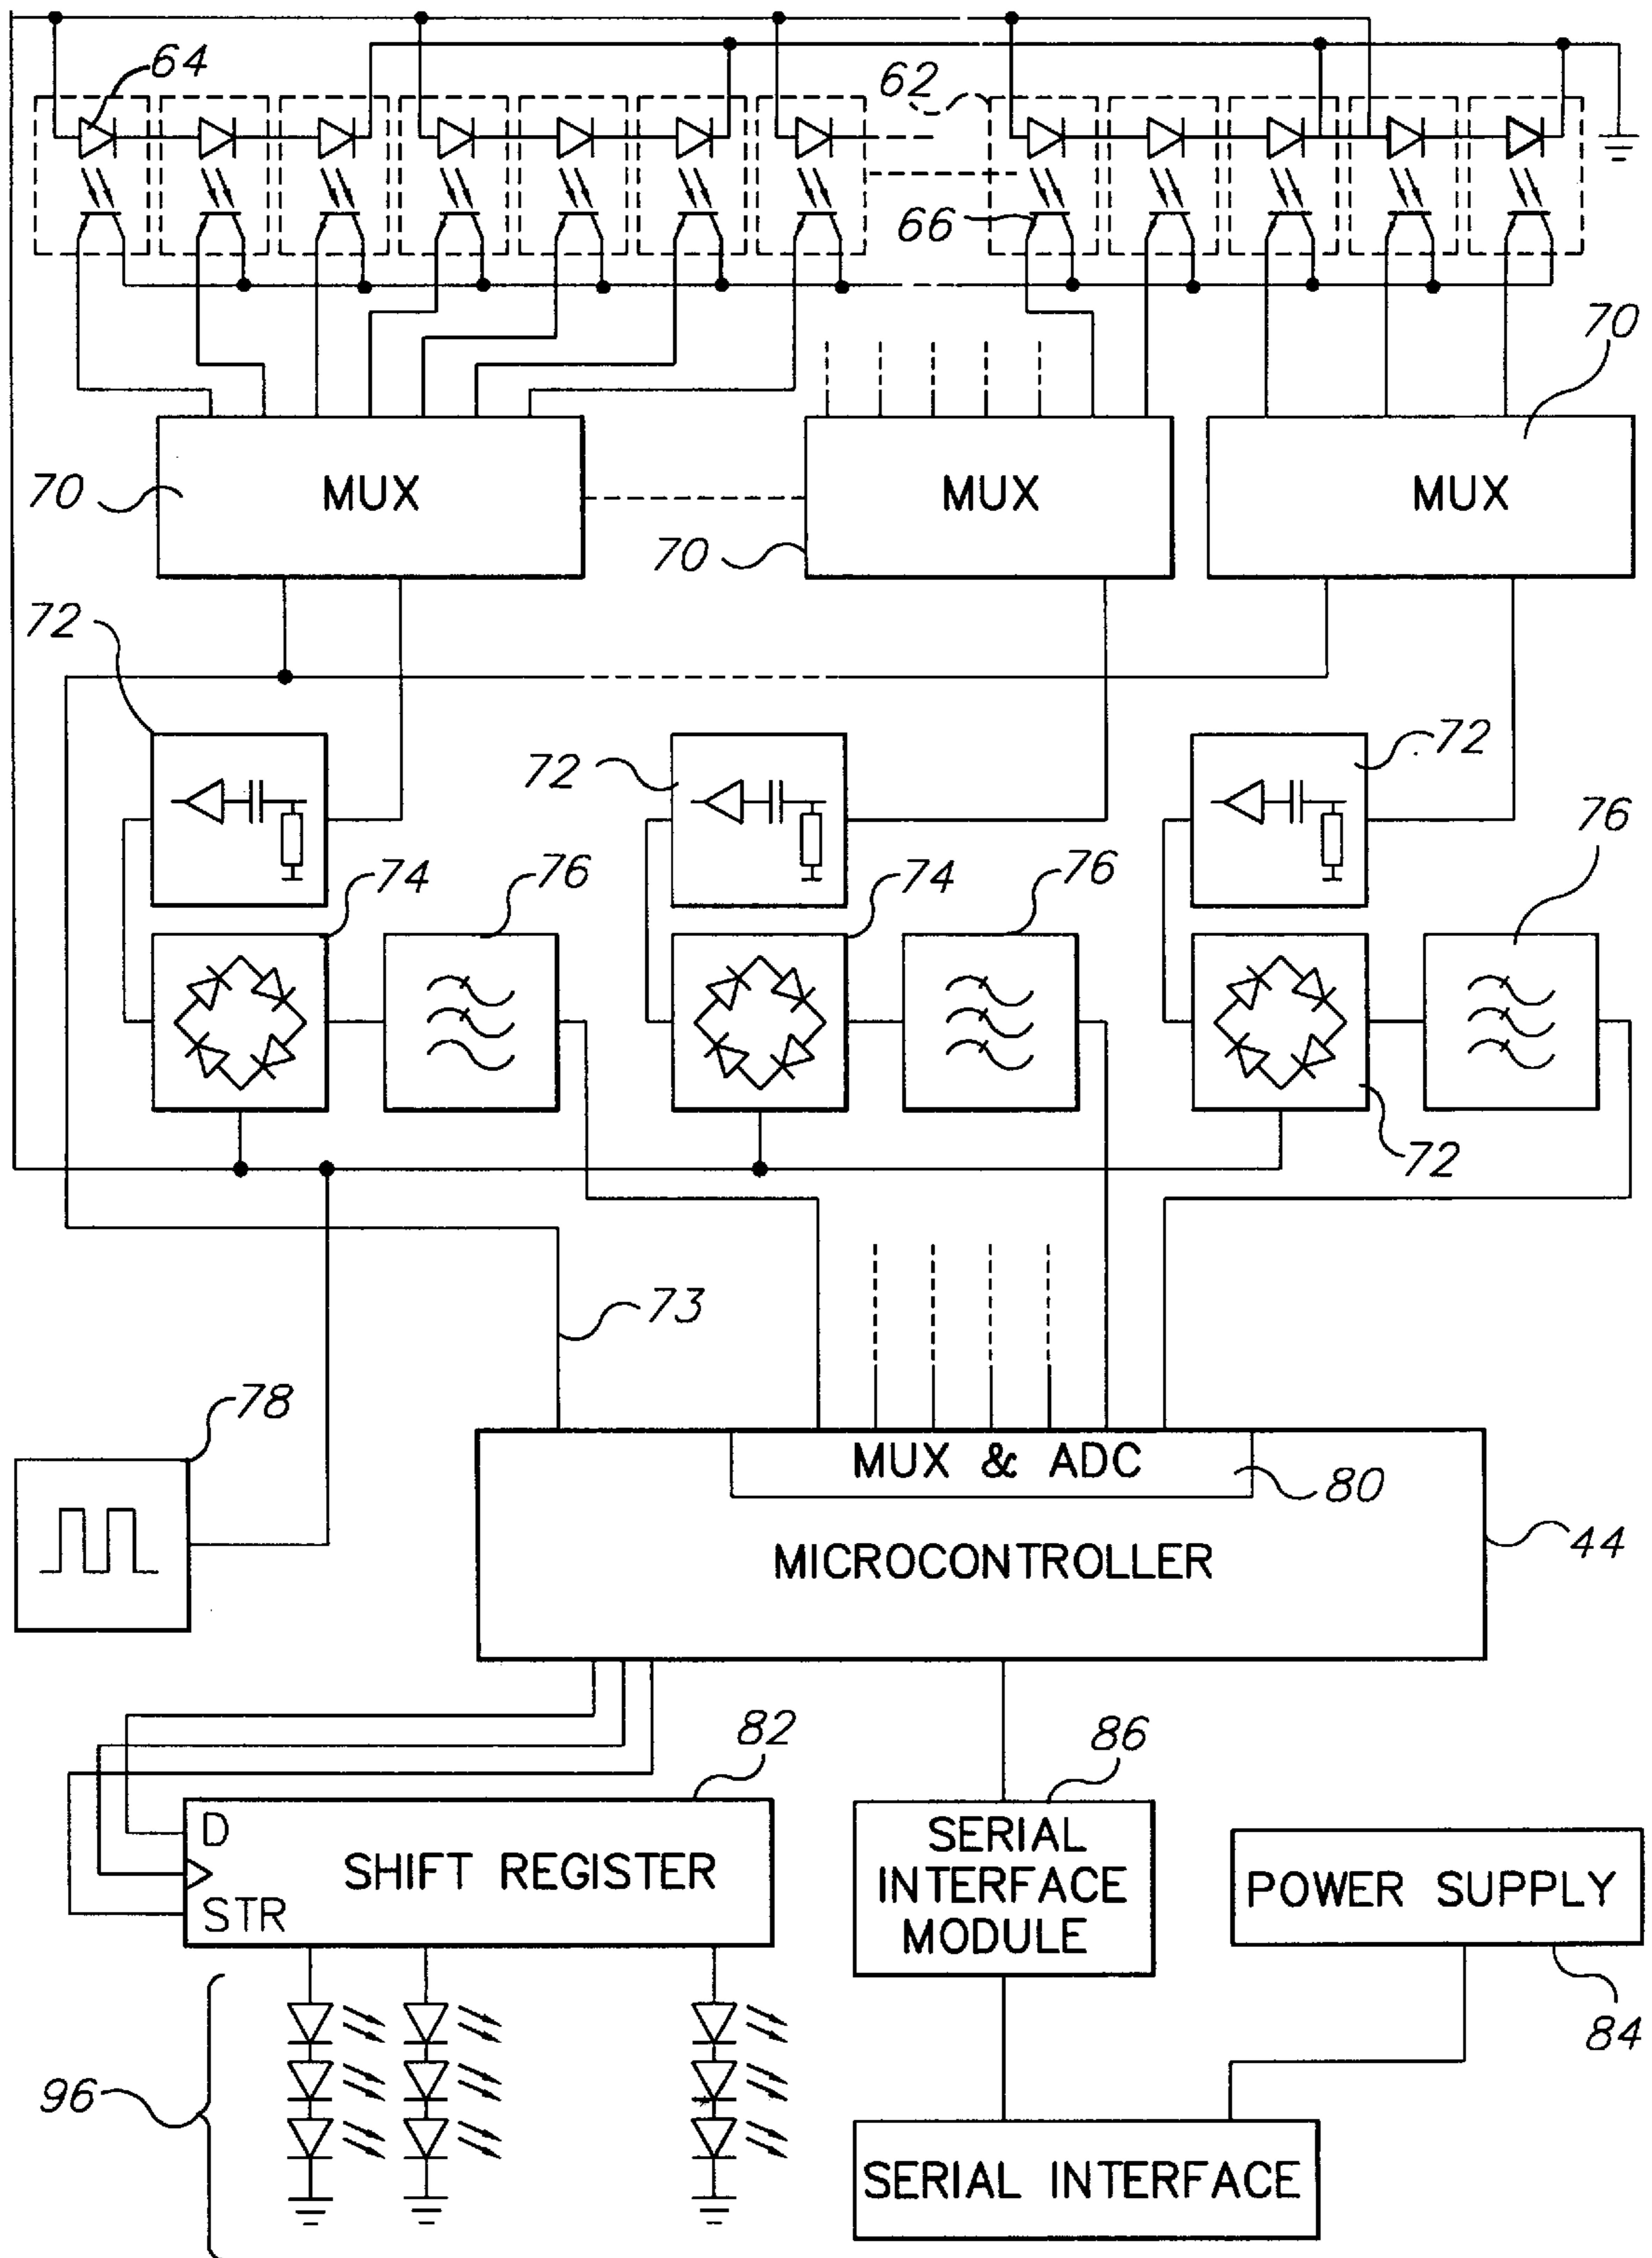 64
62
66
70
MUX
MUX
MUX
70
70
72
72
72
74
76
74
76
76
72
73
78
MUX & ADC
80
MICROCONTROLLER
44
82
86
D
SHIFT REGISTER
STR
SERIAL
INTERFACE
MODULE
POWER SUPPLY
84
96
SERIAL INTERFACE